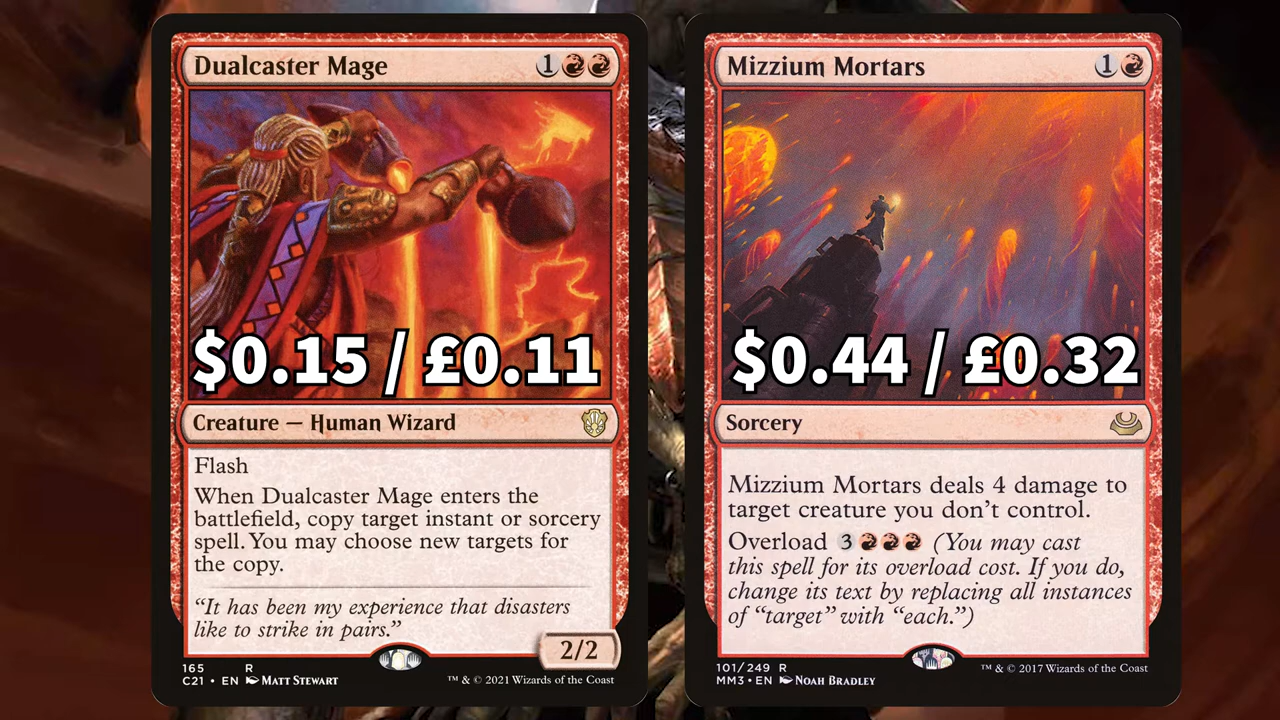 Dualcaster Mage 1
$0.15 / £0.11
Creature — Human Wizard
Flash
When Dualcaster Mage enters the
battlefield, copy target instant or sorcery
spell. You may choose new targets for
the copy.
“It has been my experience that disasters
like to strike in pairs.”
2/2
165 R
C21 • EN Matt Stewart
™ & © 2021 Wizards of the Coast
Mizzium Mortars 1
$0.44 / £0.32
Sorcery
Mizzium Mortars deals 4 damage to
target creature you don’t control.
Overload 3 (You may cast
this spell for its overload cost. If you do,
change its text by replacing all instances
of “target” with “each.”)
101/249 R
MM3 • EN Noah Bradley
™ & © 2017 Wizards of the Coast